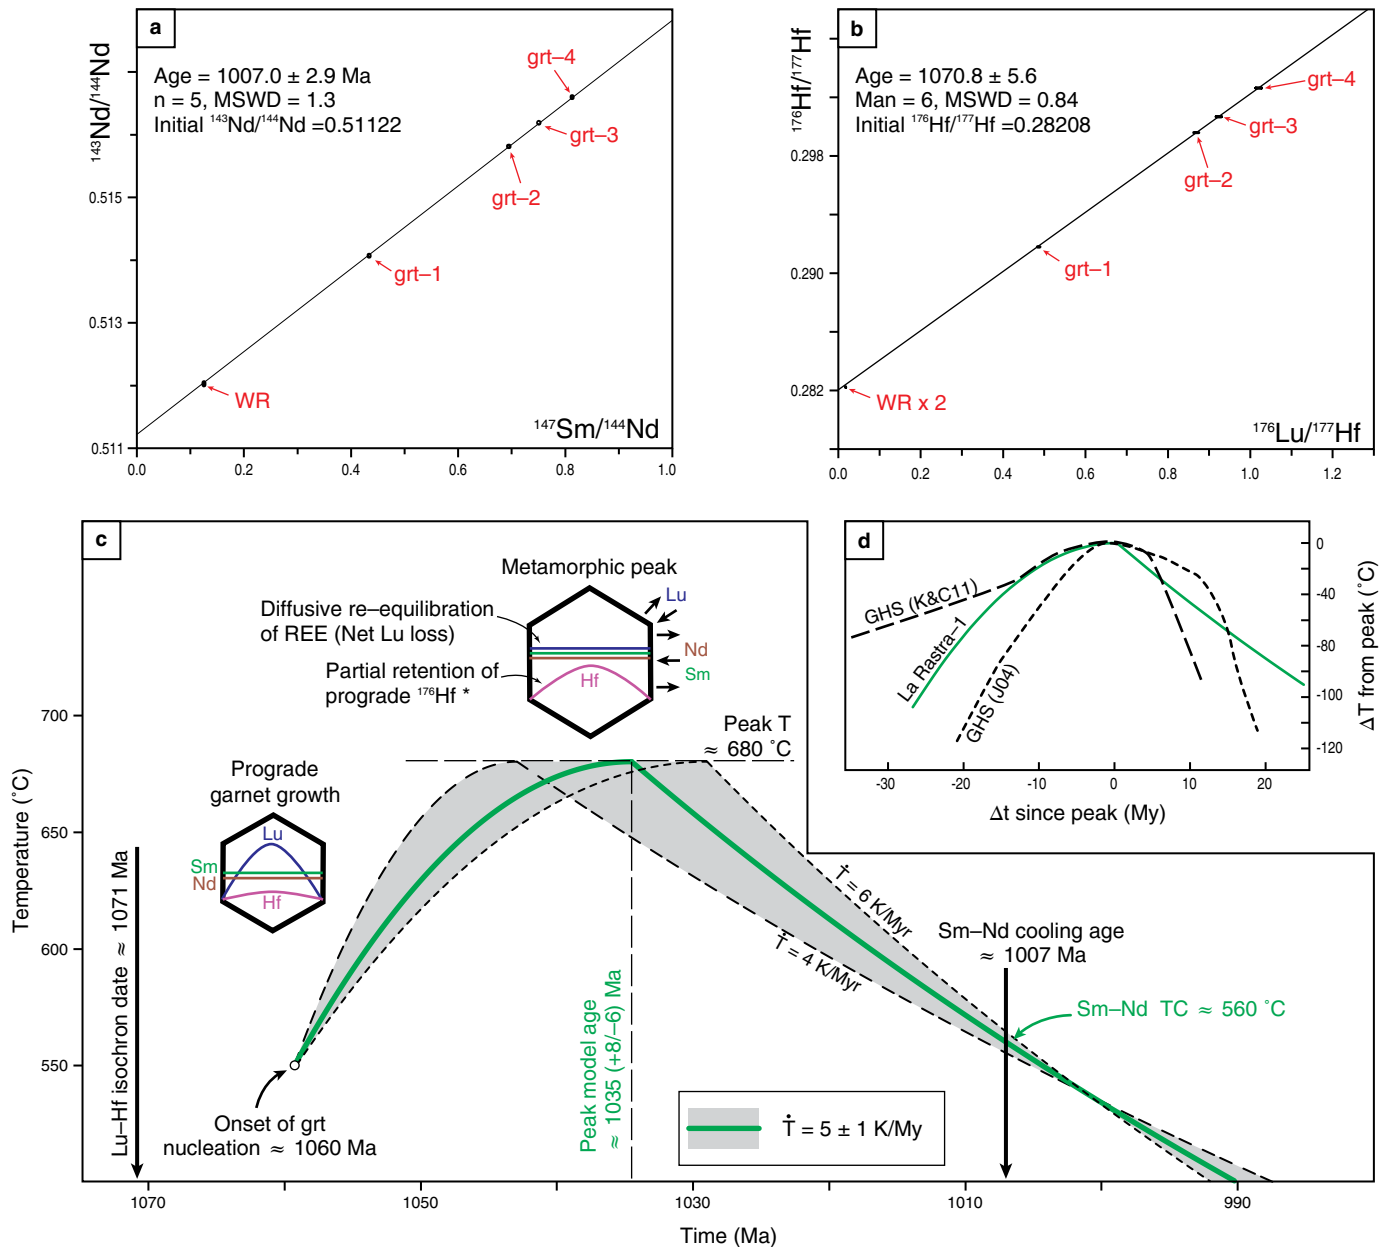 a
Age = 1007.0 ± 2.9 Ma
n = 5, MSWD = 1.3
Initial ¹⁴³Nd/¹⁴⁴Nd =0.51122
¹⁴³Nd/¹⁴⁴Nd
grt–4
grt–3
grt–2
grt–1
WR
0.515
0.513
0.511
¹⁴⁷Sm/¹⁴⁴Nd
0.0
0.2
0.4
0.6
0.8
1.0
b
Age = 1070.8 ± 5.6
Man = 6, MSWD = 0.84
Initial ¹⁷⁶Hf/¹⁷⁷Hf =0.28208
¹⁷⁶Hf/¹⁷⁷Hf
grt–4
grt–3
grt–2
grt–1
WR x 2
0.298
0.290
0.282
¹⁷⁶Lu/¹⁷⁷Hf
0.0
0.2
0.4
0.6
0.8
1.0
1.2
c
Metamorphic peak
Diffusive re–equilibration
of REE (Net Lu loss)
Partial retention of
prograde ¹⁷⁶Hf *
Lu
Nd
Sm
Hf
Peak T
≈ 680 ˚C
Prograde
garnet growth
Lu
Sm
Nd
Hf
Temperature (˚C)
700
650
600
550
Lu–Hf isochron date ≈ 1071 Ma
Onset of grt
nucleation ≈ 1060 Ma
Peak model age
≈ 1035 (+8/–6) Ma
Ṫ = 6 K/Myr
Ṫ = 4 K/Myr
Sm–Nd cooling age
≈ 1007 Ma
Sm–Nd TC ≈ 560 ˚C
Ṫ = 5 ± 1 K/My
1070
1050
1030
1010
990
Time (Ma)
d
GHS (K&C11)
La Rastra–1
GHS (J04)
0
-40
-60
-80
-100
-120
ΔT from peak (˚C)
-30
-20
-10
0
10
20
Δt since peak (My)